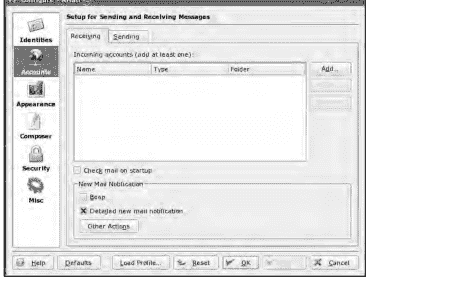 Setup for Sending and Receiving Messages
Identities
Accounts
Appearance
Composer
Security
Misc
Receiving
Sending
Incoming accounts (add at least one):
Name
Type
Folder
Add...
Check mail on startup
New Mail Notification
Beep
Detailed new mail notification
Other Actions
Help
Defaults
Load Profile...
Reset
OK
Cancel